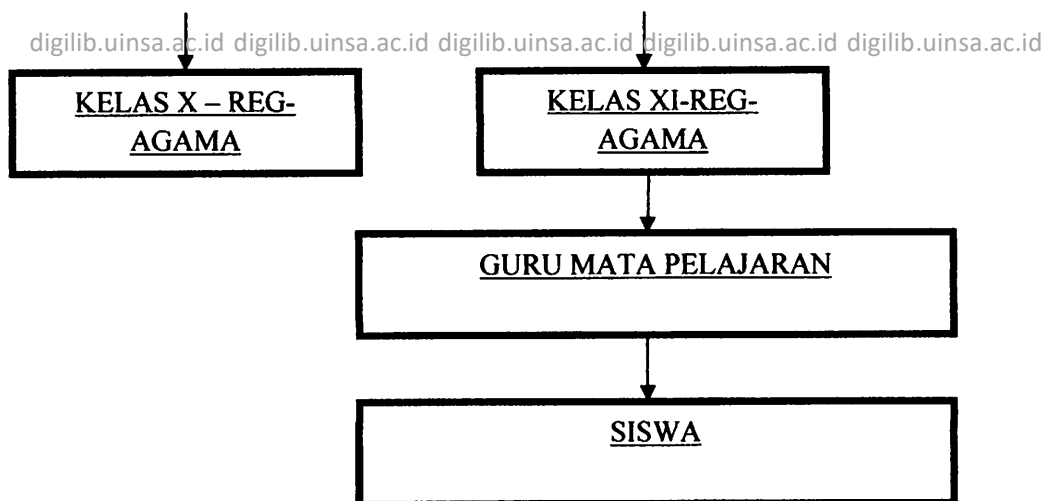 digilib.uinsa.ac.id digilib.uinsa.ac.id digilib.uinsa.ac.id digilib.uinsa.ac.id digilib.uinsa.ac.id
KELAS X – REG-
AGAMA
KELAS XI-REG-
AGAMA
GURU MATA PELAJARAN
SISWA